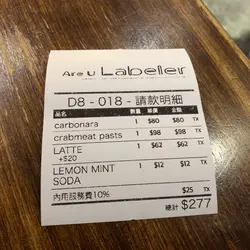 Are U Labeller
D8 - 018 - 請款明細
品名 數量 單價 金額
carbonara 1 $80 $80 TX
crabmeat pasts 1 $98 $98 TX
LATTE 1 $62 $62 TX
+$20
LEMON MINT 1 $12 $12 TX
SODA
內用服務費10% $25 TX
總計 $277